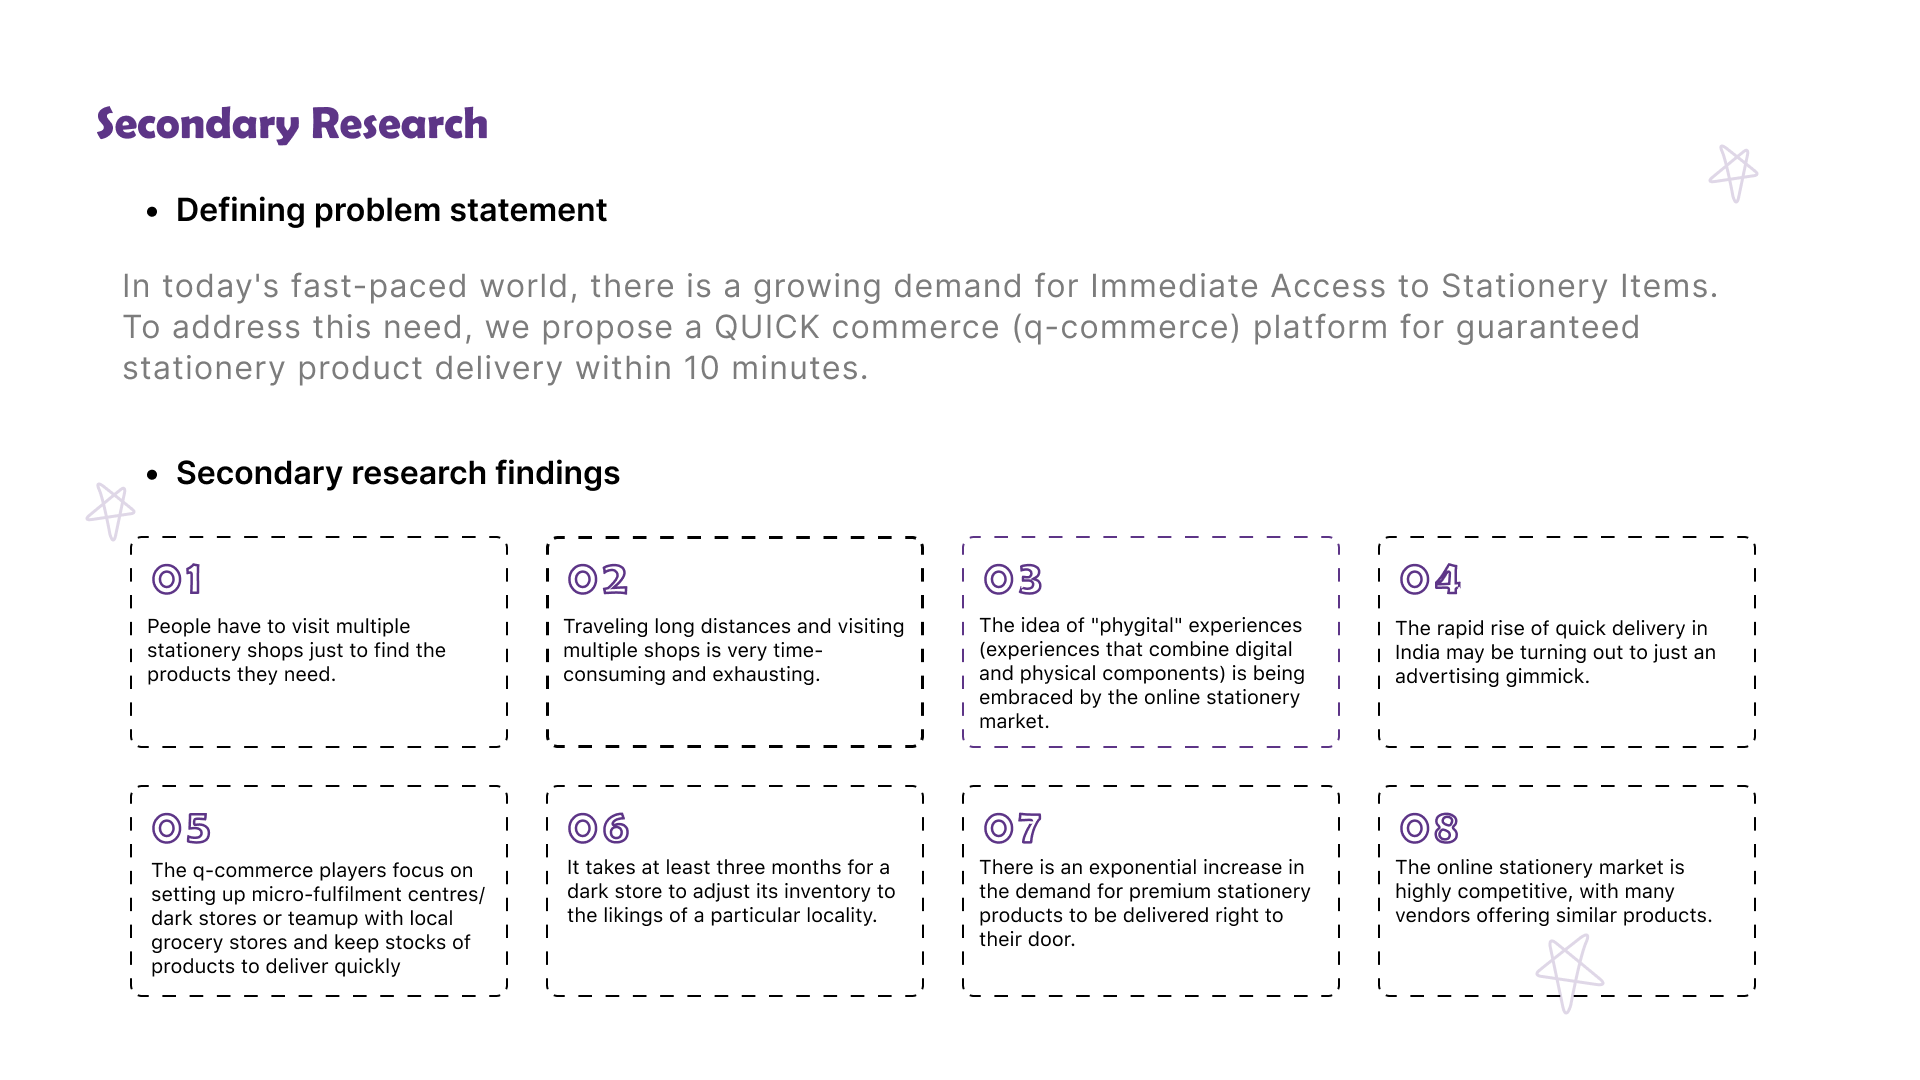 Secondary Research
• Defining problem statement
In today's fast-paced world, there is a growing demand for Immediate Access to Stationery Items.
To address this need, we propose a QUICK commerce (q-commerce) platform for guaranteed
stationery product delivery within 10 minutes.
• Secondary research findings
01
People have to visit multiple
stationery shops just to find the
products they need.
02
Traveling long distances and visiting
multiple shops is very time-
consuming and exhausting.
03
The idea of "phygital" experiences
(experiences that combine digital
and physical components) is being
embraced by the online stationery
market.
04
The rapid rise of quick delivery in
India may be turning out to just an
advertising gimmick.
05
The q-commerce players focus on
setting up micro-fulfilment centres/
dark stores or teamup with local
grocery stores and keep stocks of
products to deliver quickly
06
It takes at least three months for a
dark store to adjust its inventory to
the likings of a particular locality.
07
There is an exponential increase in
the demand for premium stationery
products to be delivered right to
their door.
08
The online stationery market is
highly competitive, with many
vendors offering similar products.